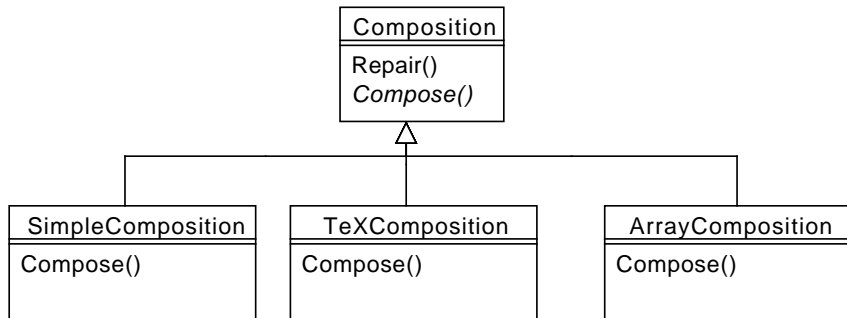 Composition
Repair()
Compose()
SimpleComposition
Compose()
TeXComposition
Compose()
ArrayComposition
Compose()